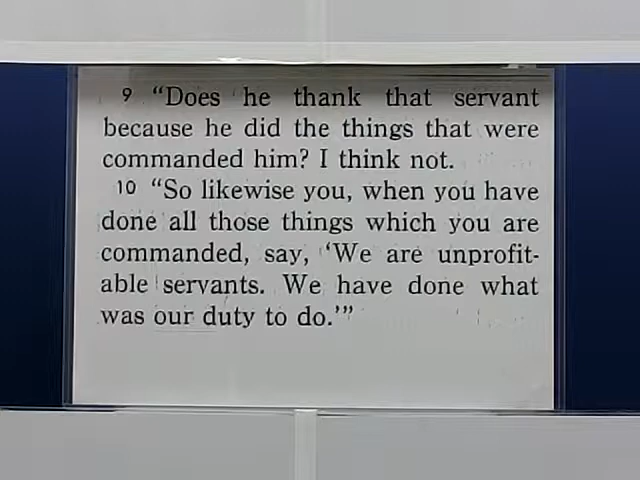 9 “Does he thank that servant
because he did the things that were
commanded him? I think not.
10 “So likewise you, when you have
done all those things which you are
commanded, say, ‘We are unprofit-
able servants. We have done what
was our duty to do.’”